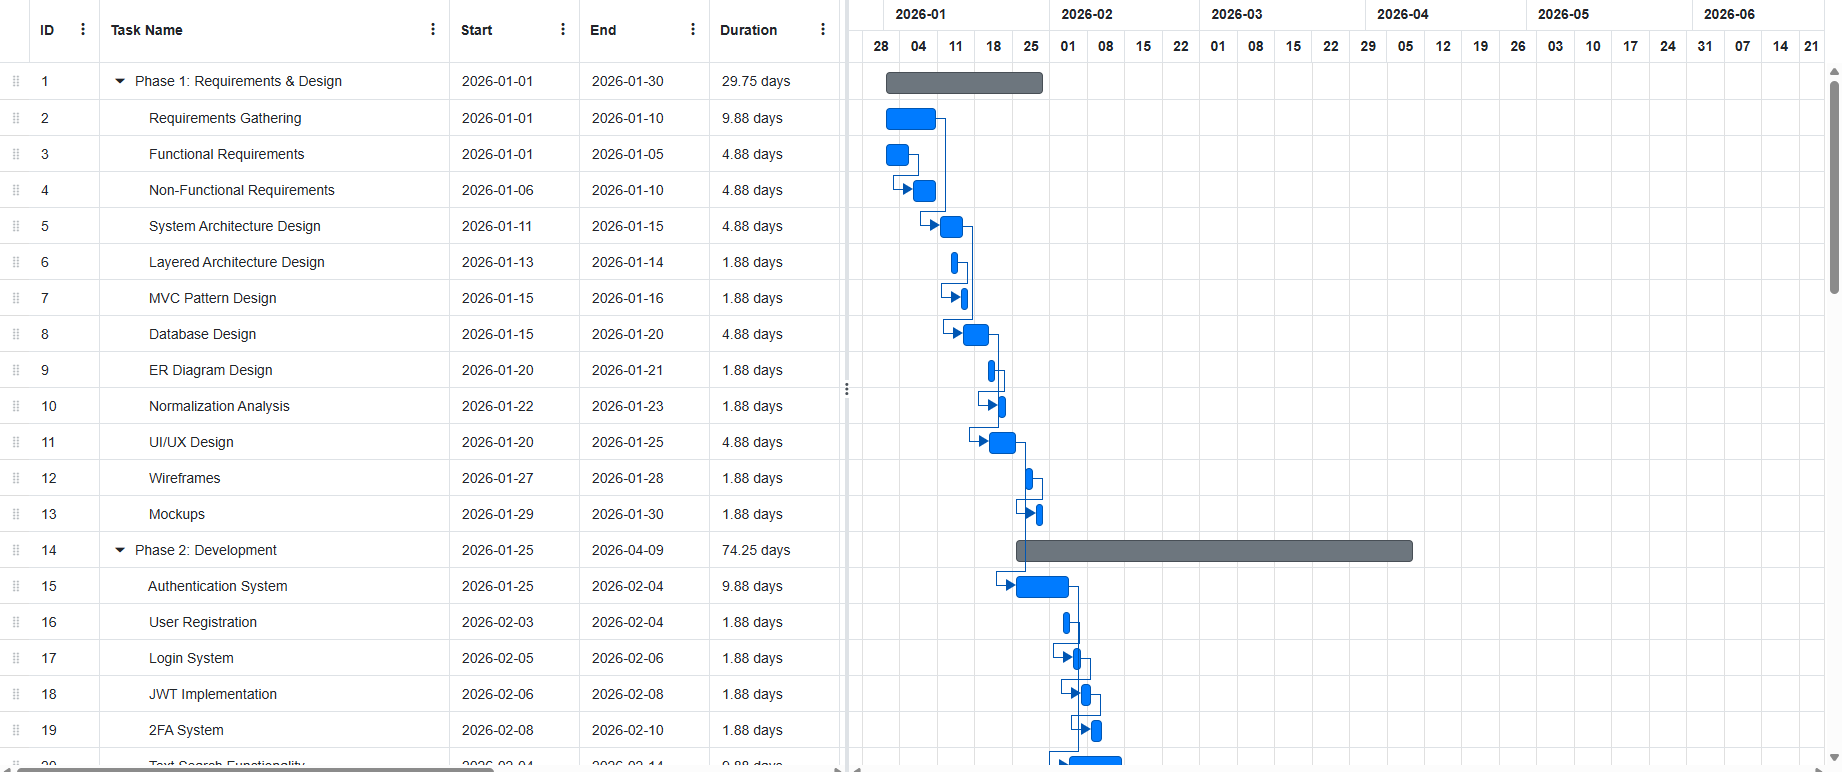 ID Task Name Start End Duration
2026-01 2026-02 2026-03 2026-04 2026-05 2026-06
28 04 11 18 25 01 08 15 22 01 08 15 22 29 05 12 19 26 03 10 17 24 31 07 14 21
1 Phase 1: Requirements & Design 2026-01-01 2026-01-30 29.75 days
2 Requirements Gathering 2026-01-01 2026-01-10 9.88 days
3 Functional Requirements 2026-01-01 2026-01-05 4.88 days
4 Non-Functional Requirements 2026-01-06 2026-01-10 4.88 days
5 System Architecture Design 2026-01-11 2026-01-15 4.88 days
6 Layered Architecture Design 2026-01-13 2026-01-14 1.88 days
7 MVC Pattern Design 2026-01-15 2026-01-16 1.88 days
8 Database Design 2026-01-15 2026-01-20 4.88 days
9 ER Diagram Design 2026-01-20 2026-01-21 1.88 days
10 Normalization Analysis 2026-01-22 2026-01-23 1.88 days
11 UI/UX Design 2026-01-20 2026-01-25 4.88 days
12 Wireframes 2026-01-27 2026-01-28 1.88 days
13 Mockups 2026-01-29 2026-01-30 1.88 days
14 Phase 2: Development 2026-01-25 2026-04-09 74.25 days
15 Authentication System 2026-01-25 2026-02-04 9.88 days
16 User Registration 2026-02-03 2026-02-04 1.88 days
17 Login System 2026-02-05 2026-02-06 1.88 days
18 JWT Implementation 2026-02-06 2026-02-08 1.88 days
19 2FA System 2026-02-08 2026-02-10 1.88 days
20 Text Search Functionality 2026-02-04 2026-02-14 9.88 days